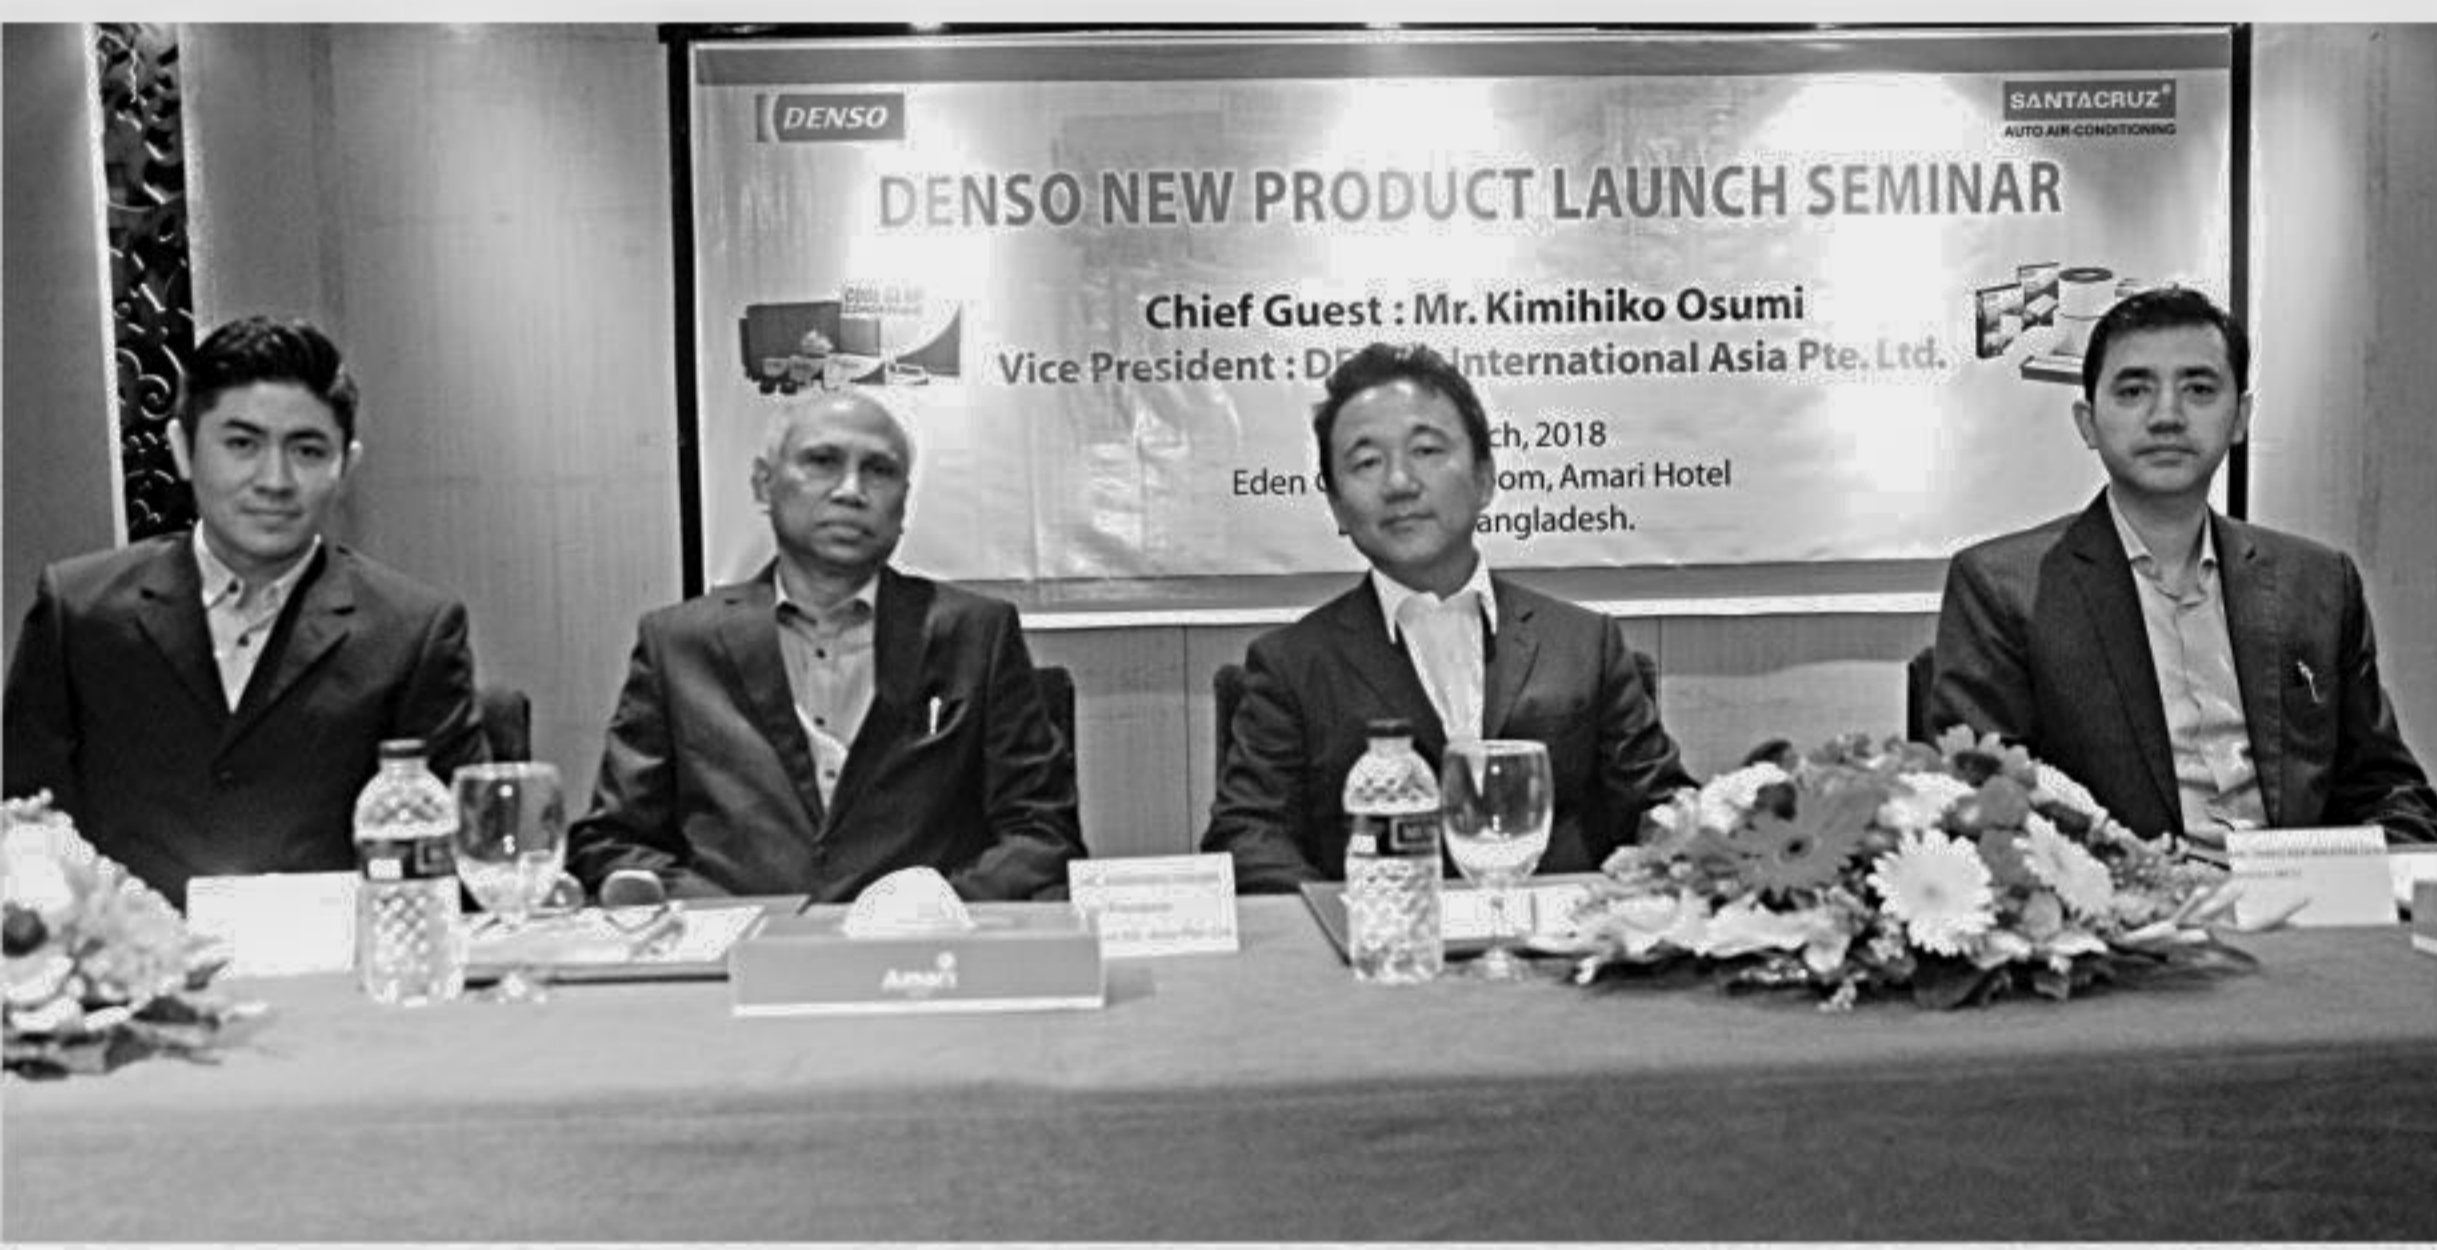 DENSO
SANTACRUZ®
AUTO AIR-CONDITIONING
DENSO NEW PRODUCT LAUNCH SEMINAR
Chief Guest : Mr. Kimihiko Osumi
Vice President : DE International Asia Pte. Ltd.
ch, 2018
Eden om, Amari Hotel
angladesh.
Amari